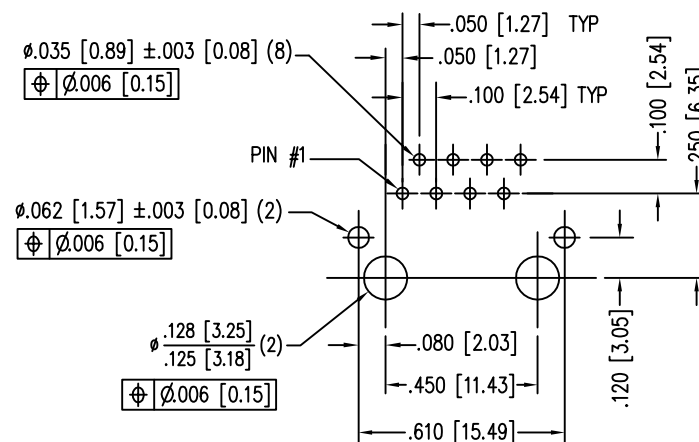 .050 [1.27] TYP
ø.035 [0.89] ±.003 [0.08] (8)
.050 [1.27]
⌖ Ø.006 [0.15]
.100 [2.54] TYP
.100 [2.54]
.250 [6.35]
PIN #1
ø.062 [1.57] ±.003 [0.08] (2)
⌖ Ø.006 [0.15]
ø .128 [3.25]
.125 [3.18] (2)
.080 [2.03]
.120 [3.05]
⌖ Ø.006 [0.15]
.450 [11.43]
.610 [15.49]